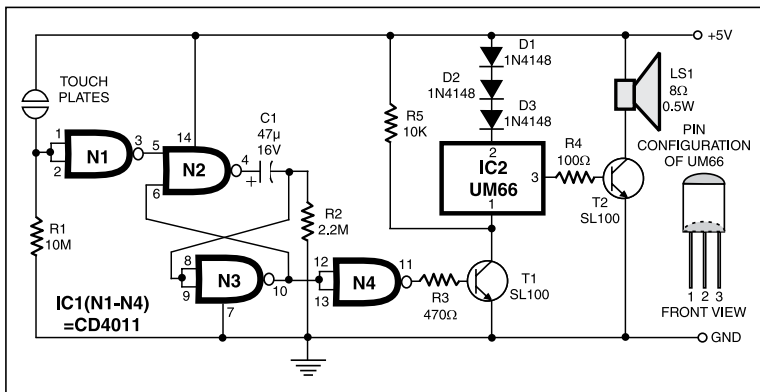 +5V
D1
1N4148
TOUCH
PLATES
LS1
8Ω
0.5W
D2
1N4148
C1
47µ
16V
R5
10K
D3
1N4148
PIN
CONFIGURATION
OF UM66
1
2
N1
3
5
14
N2
4
6
+
2
IC2
UM66
3
1
R4
100Ω
T2
SL100
R1
10M
R2
2.2M
8
9
N3
10
7
12
13
N4
11
R3
470Ω
T1
SL100
1 2 3
FRONT VIEW
IC1(N1-N4)
=CD4011
GND